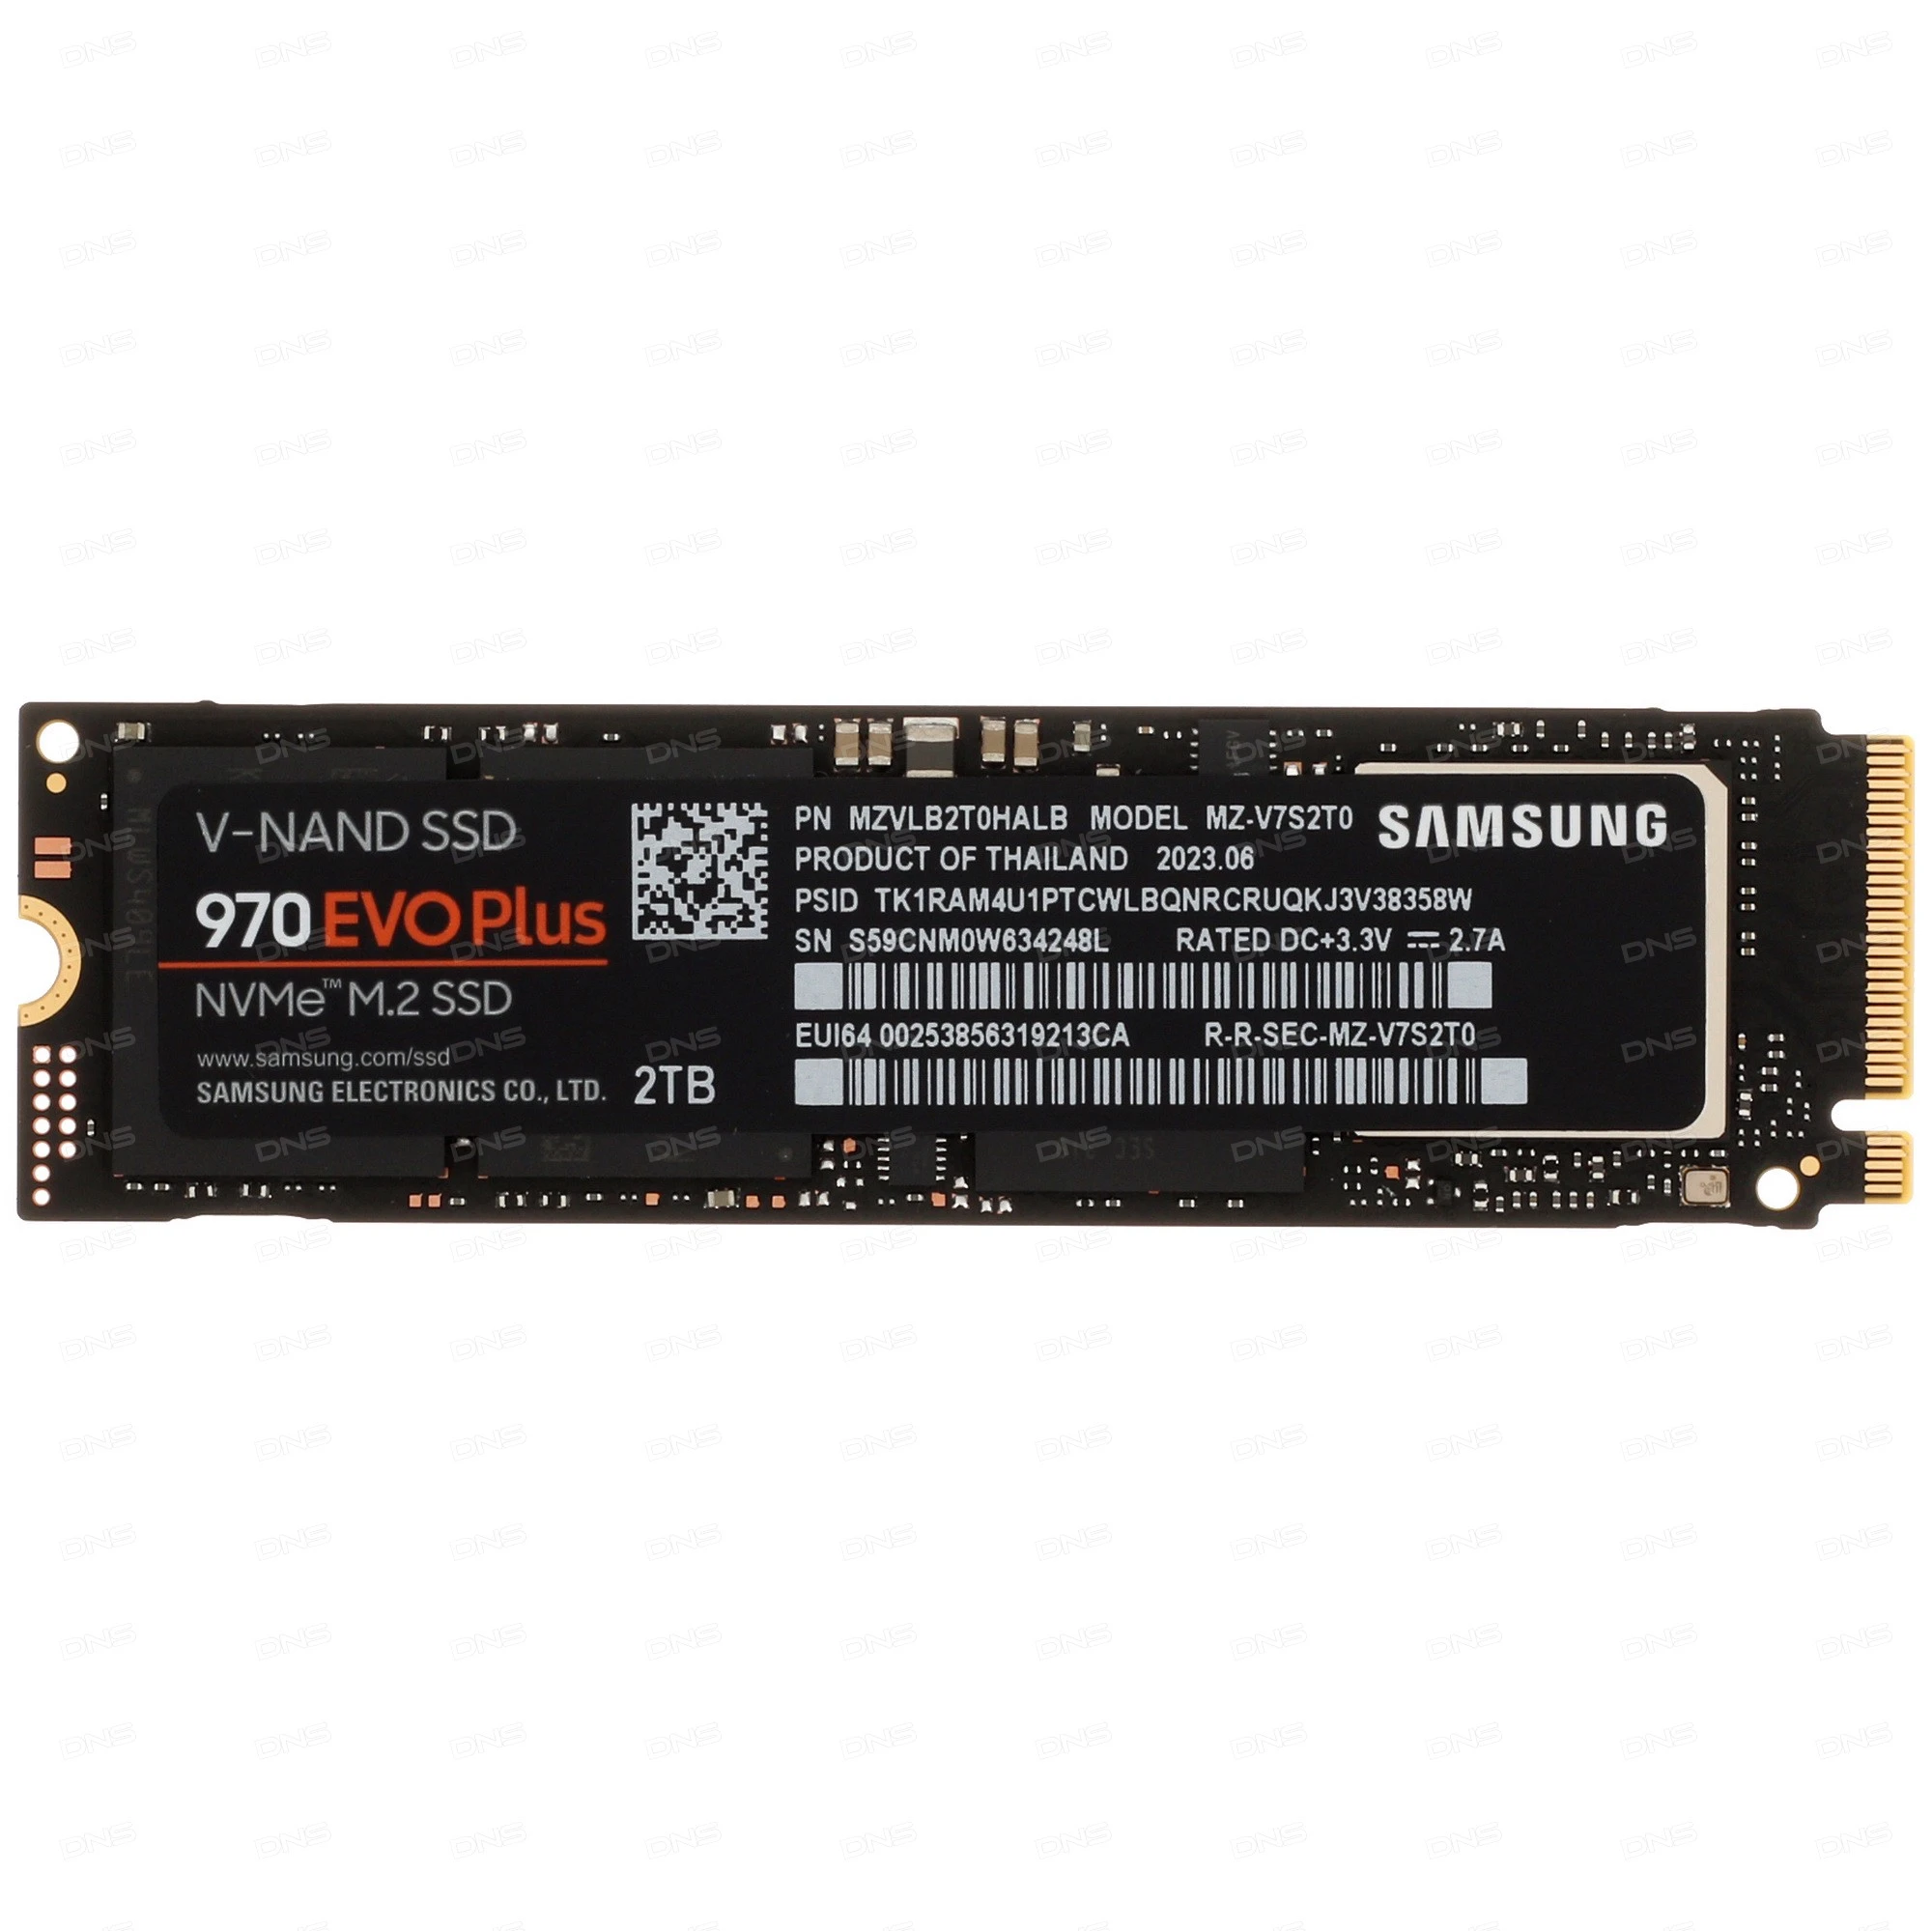 V-NAND SSD
970 EVO Plus
NVMe™ M.2 SSD
www.samsung.com/ssd
SAMSUNG ELECTRONICS CO., LTD.
2TB
PN MZVLB2T0HALB MODEL MZ-V7S2T0
PRODUCT OF THAILAND 2023.06
PSID TK1RAM4U1PTCWLBQNRCRUQKJ3V38358W
SN S59CNM0W634248L RATED DC+3.3V ⎓ 2.7A
EUI64 00253856319213CA R-R-SEC-MZ-V7S2T0
SAMSUNG
DNS